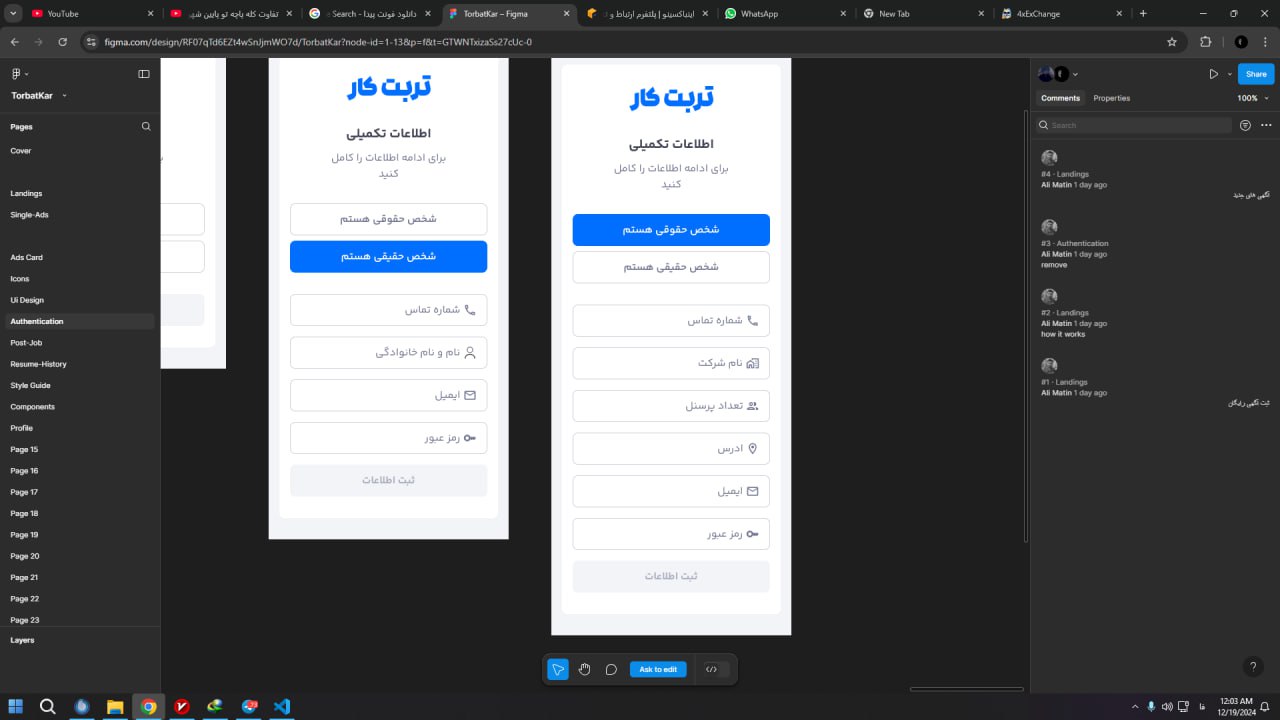 تفاوت کله پاچه تو پایین شهر
دانلود فونت پیدا - Search
TorbatKar – Figma
اینباکسینو | پلتفرم ارتباط و
WhatsApp
New Tab
4xExChange
figma.com/design/RF07qTd6EZt4wSnJjmWO7d/TorbatKar?node-id=1-13&p=f&t=GTWNTxizaSs27cUc-0
TorbatKar
Pages
Cover
Landings
Single-Ads
Ads Card
Icons
Ui Design
Authentication
Post-Job
Resume-History
Style Guide
Components
Profile
Page 15
Page 16
Page 17
Page 18
Page 19
Page 20
Page 21
Page 22
Page 23
Layers
تربت کار
اطلاعات تکمیلی
برای ادامه اطلاعات را کامل
کنید
شخص حقوقی هستم
شخص حقیقی هستم
شماره تماس
نام و نام خانوادگی
ایمیل
رمز عبور
ثبت اطلاعات
تربت کار
اطلاعات تکمیلی
برای ادامه اطلاعات را کامل
کنید
شخص حقوقی هستم
شخص حقیقی هستم
شماره تماس
نام شرکت
تعداد پرسنل
ادرس
ایمیل
رمز عبور
ثبت اطلاعات
Ask to edit
Share
Comments Properties 100%
Search
#4 · Landings
Ali Matin 1 day ago
آگهی های جدید
#3 · Authentication
Ali Matin 1 day ago
remove
#2 · Landings
Ali Matin 1 day ago
how it works
#1 · Landings
Ali Matin 1 day ago
ثبت آگهی رایگان
?
فا
12:03 AM
12/19/2024